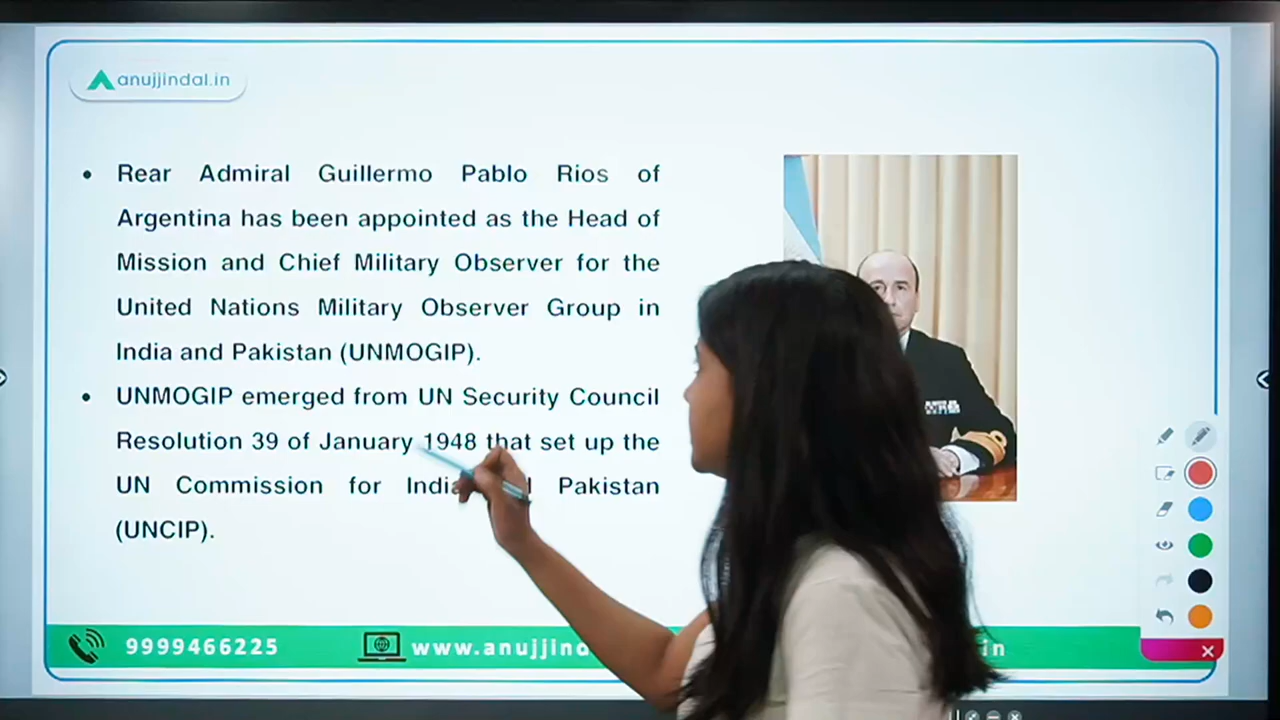 anujjindal.in
Rear Admiral Guillermo Pablo Rios of
Argentina has been appointed as the Head of
Mission and Chief Military Observer for the
United Nations Military Observer Group in
India and Pakistan (UNMOGIP).
UNMOGIP emerged from UN Security Council
Resolution 39 of January 1948 that set up the
UN Commission for Pakistan
(UNCIP).
9999466225